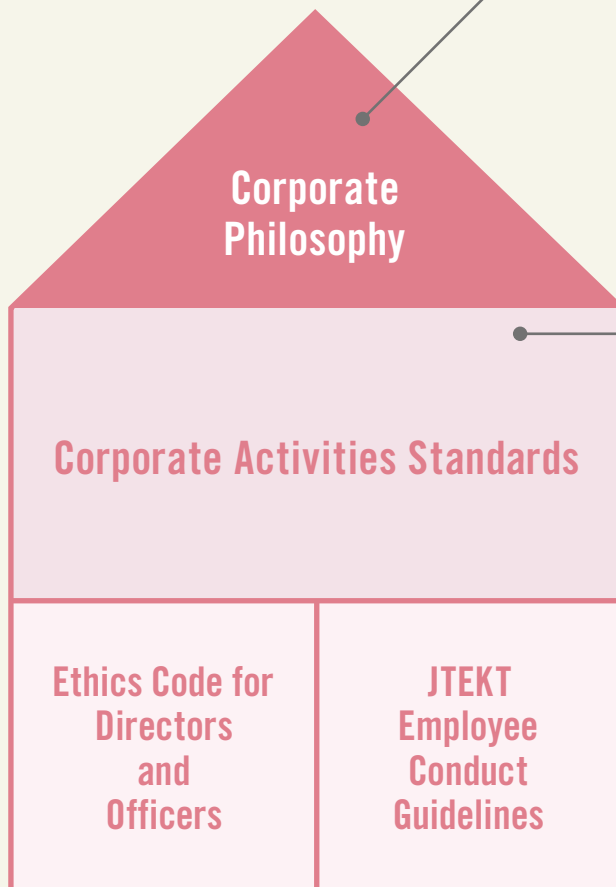 Corporate
Philosophy
Corporate Activities Standards
Ethics Code for
Directors
and
Officers
JTEKT
Employee
Conduct
Guidelines